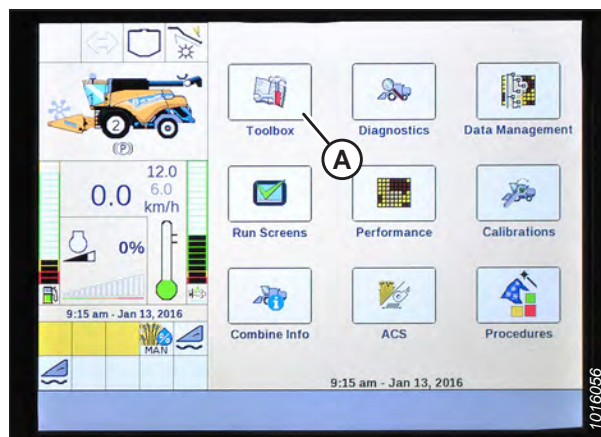 2
(P)
12.0
0.0 6.0
km/h
0%
9:15 am - Jan 13, 2016
MAN
Toolbox Diagnostics Data Management
A
Run Screens Performance Calibrations
Combine Info ACS Procedures
9:15 am - Jan 13, 2016
1016056